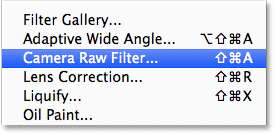 Filter Gallery...
Adaptive Wide Angle... ⌥⇧⌘A
Camera Raw Filter... ⇧⌘A
Lens Correction... ⇧⌘R
Liquify... ⇧⌘X
Oil Paint...